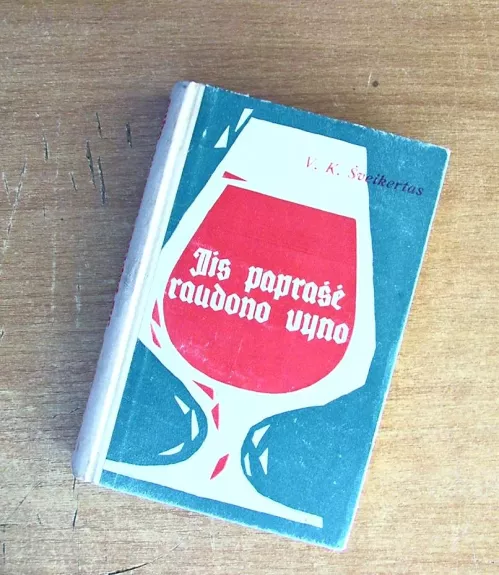 V. K. Šveikertas
Jis paprašė
raudono vyno